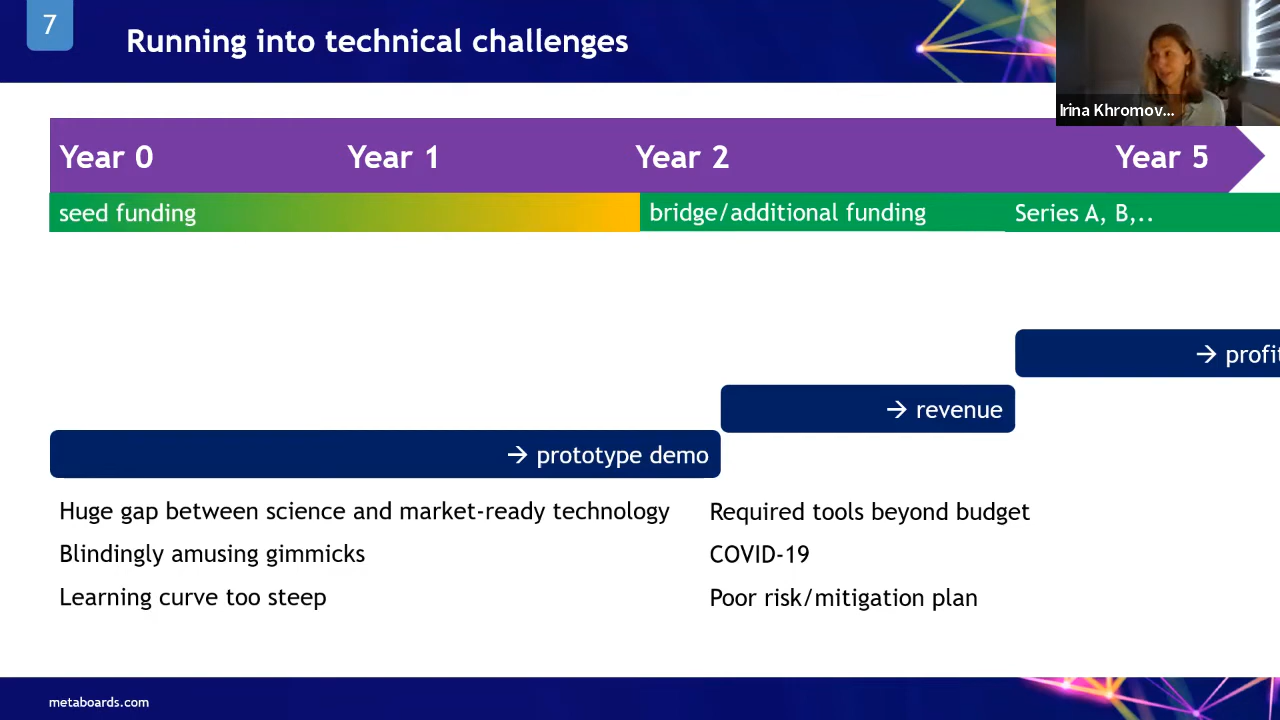 7
Running into technical challenges
Irina Khromov...
Year 0 Year 1 Year 2 Year 5
seed funding bridge/additional funding Series A, B,..
→ profit
→ revenue
→ prototype demo
Huge gap between science and market-ready technology
Blindingly amusing gimmicks
Learning curve too steep
Required tools beyond budget
COVID-19
Poor risk/mitigation plan
metaboards.com